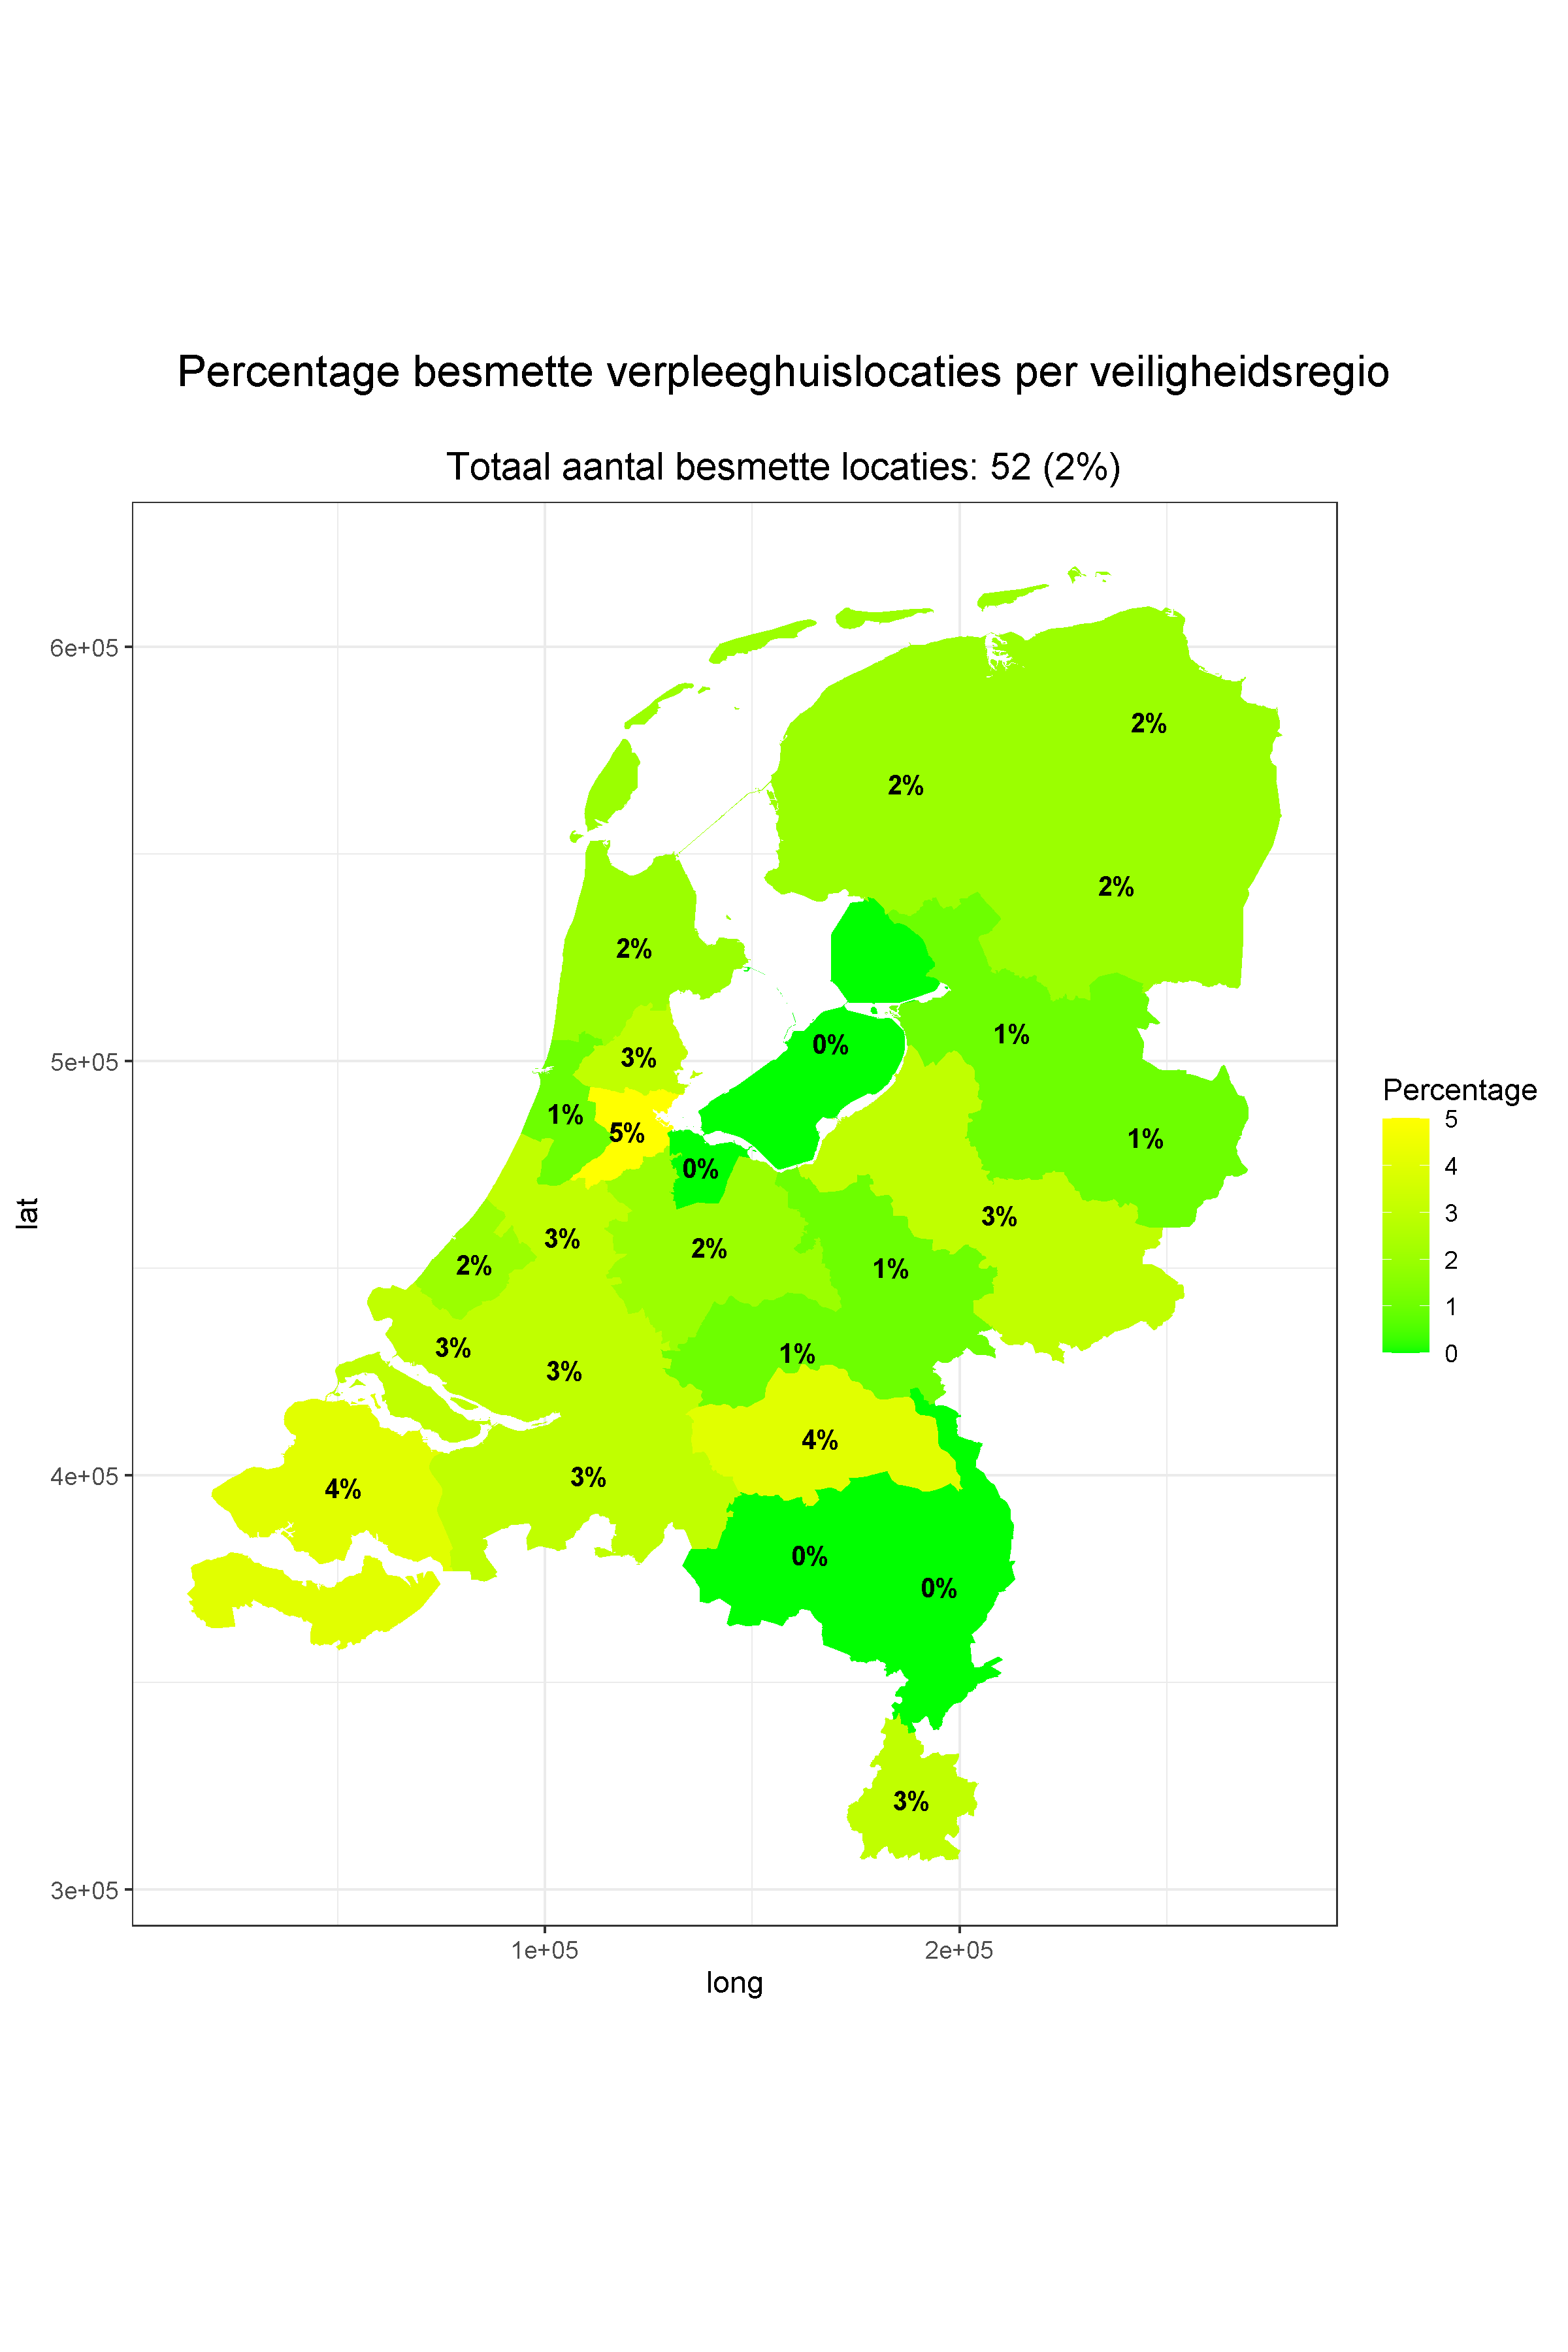 Percentage besmette verpleeghuislocaties per veiligheidsregio
Totaal aantal besmette locaties: 52 (2%)
6e+05
5e+05
4e+05
3e+05
lat
1e+05
2e+05
long
2%
2%
2%
2%
0%
1%
3%
1%
5%
1%
0%
3%
3%
2%
2%
1%
3%
1%
3%
4%
3%
4%
0%
0%
3%
Percentage
5
4
3
2
1
0